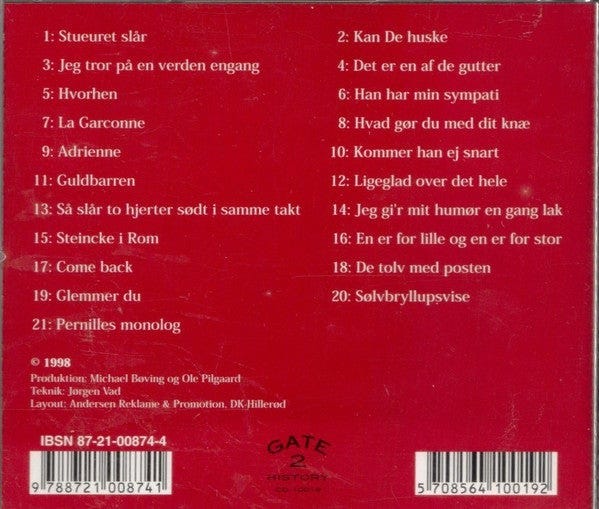 1: Stueuret slår
2: Kan De huske
3: Jeg tror på en verden engang
4: Det er en af de gutter
5: Hvorhen
6: Han har min sympati
7: La Garconne
8: Hvad gør du med dit knæ
9: Adrienne
10: Kommer han ej snart
11: Guldbarren
12: Ligeglad over det hele
13: Så slår to hjerter sødt i samme takt
14: Jeg gi'r mit humør en gang lak
15: Steincke i Rom
16: En er for lille og en er for stor
17: Come back
18: De tolv med posten
19: Glemmer du
20: Sølvbryllupsvise
21: Pernilles monolog
© 1998
Produktion: Michael Bøving og Ole Pilgaard
Teknik: Jørgen Vad
Layout: Andersen Reklame & Promotion, DK-Hillerød
IBSN 87-21-00874-4
9 788721 008741
GATE
2
HISTORY
5 708564 100192